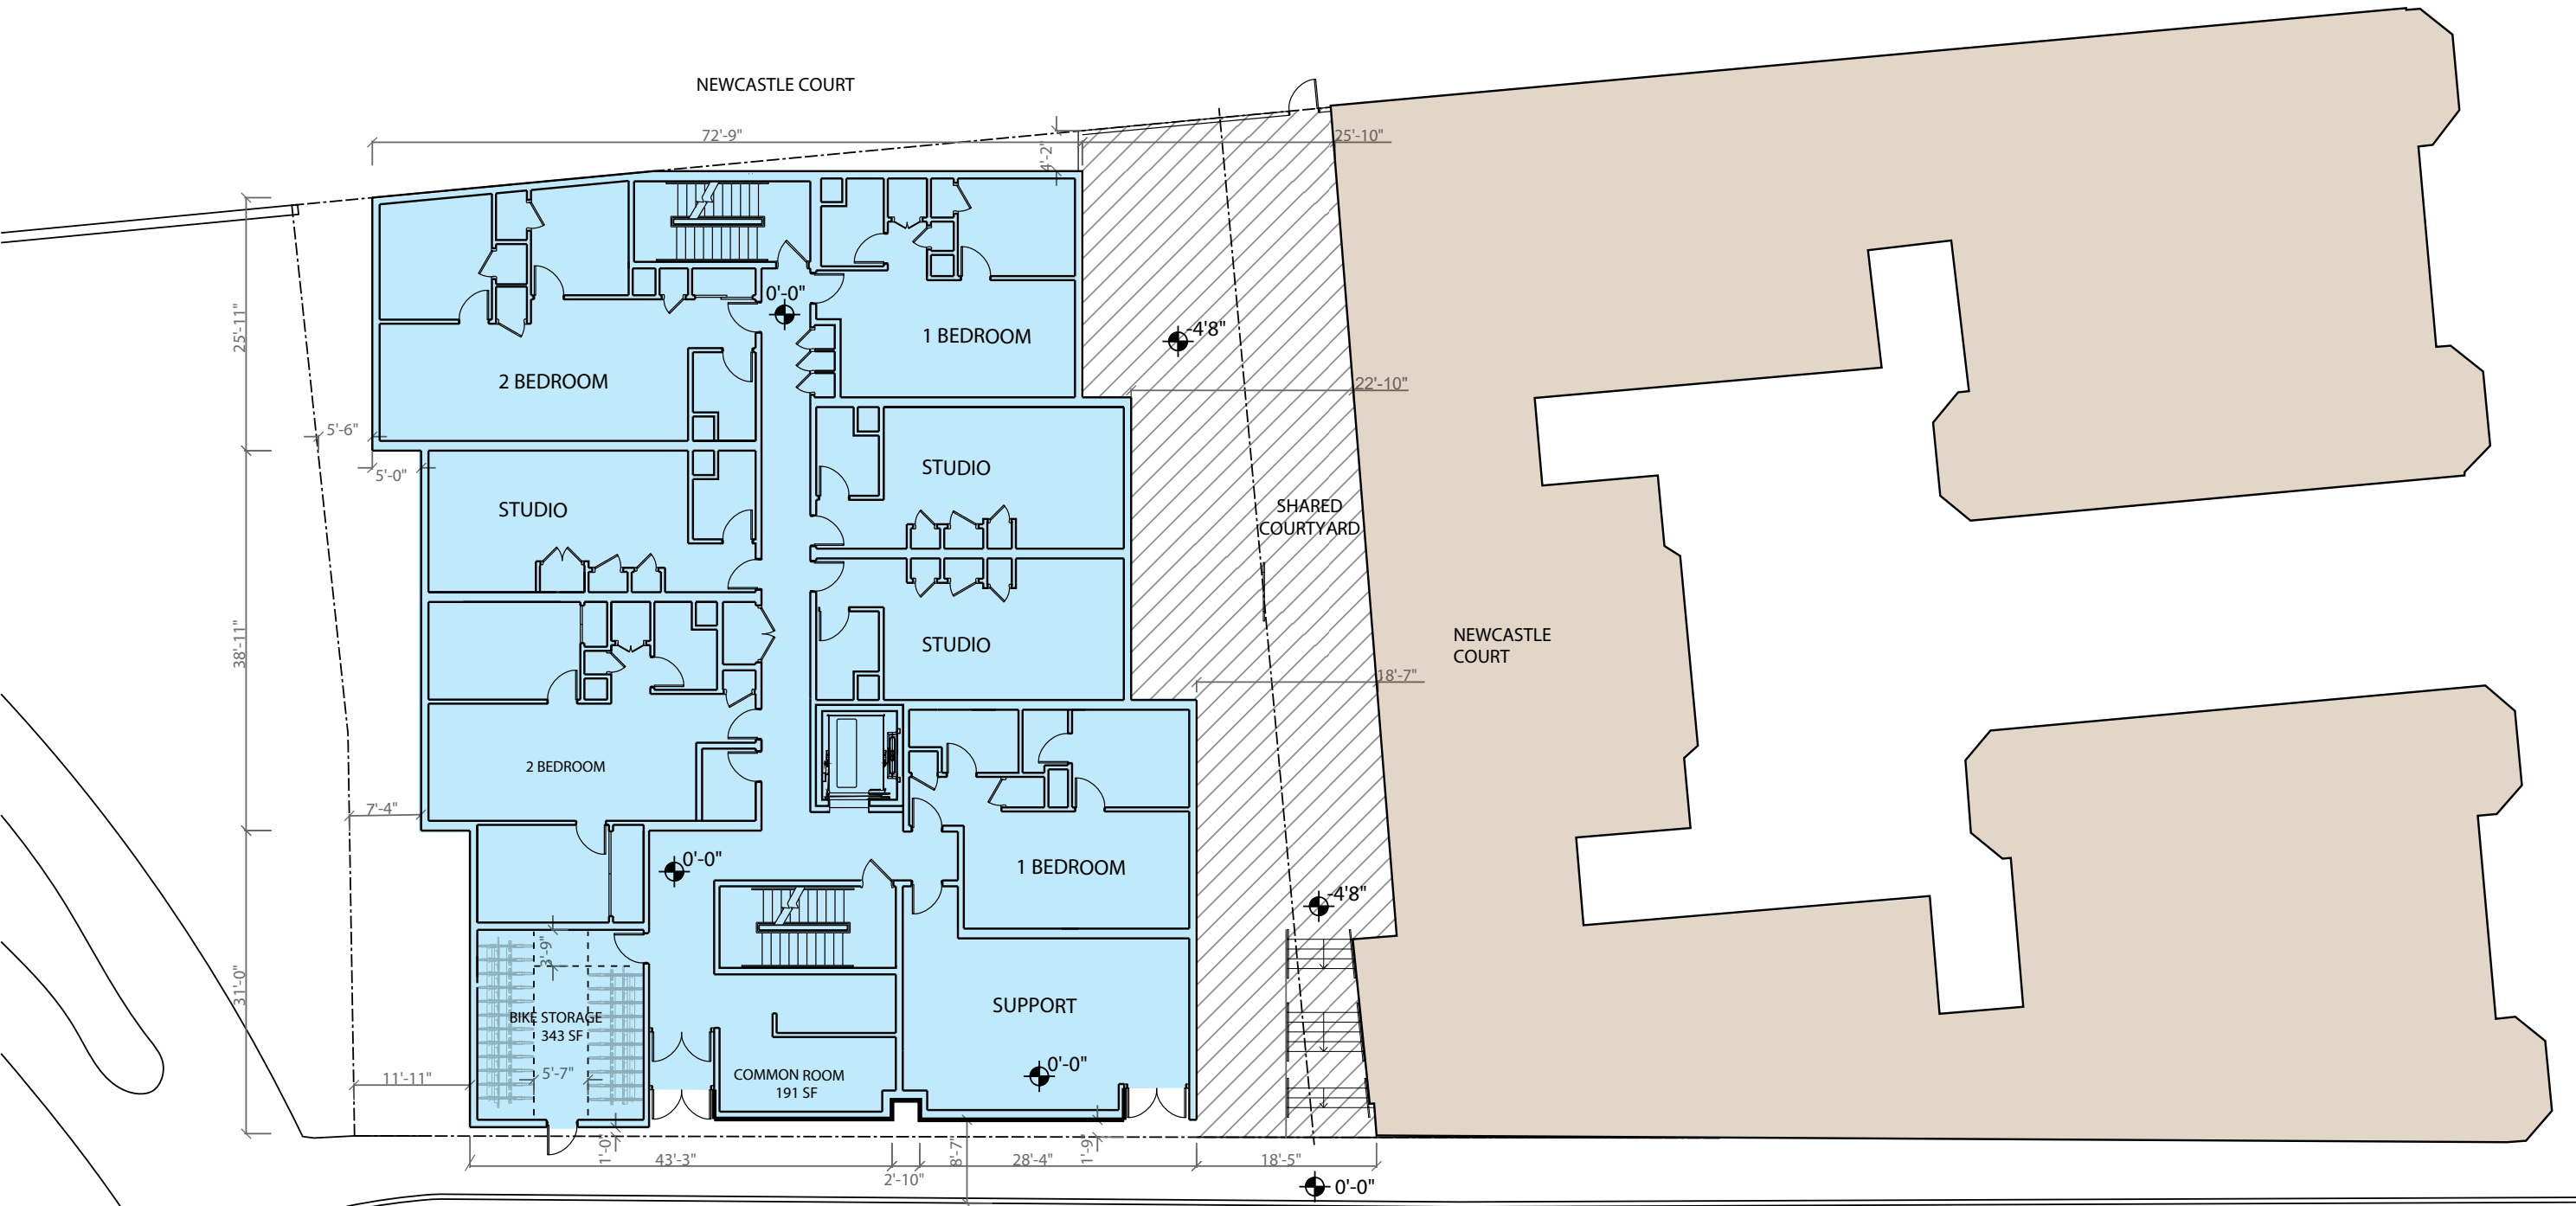 NEWCASTLE COURT
72'-9"
25'-10"
4'-2"
25'-11"
0'-0"
1 BEDROOM
-4'8"
2 BEDROOM
22'-10"
5'-6"
5'-0"
STUDIO
STUDIO
SHARED
COURTYARD
38'-11"
STUDIO
NEWCASTLE
COURT
18'-7"
2 BEDROOM
7'-4"
0'-0"
1 BEDROOM
-4'8"
3'-9"
31'-0"
SUPPORT
BIKE STORAGE
343 SF
5'-7"
0'-0"
11'-11"
COMMON ROOM
191 SF
1'-0"
43'-3"
8'-7"
28'-4"
1'-9"
18'-5"
2'-10"
0'-0"